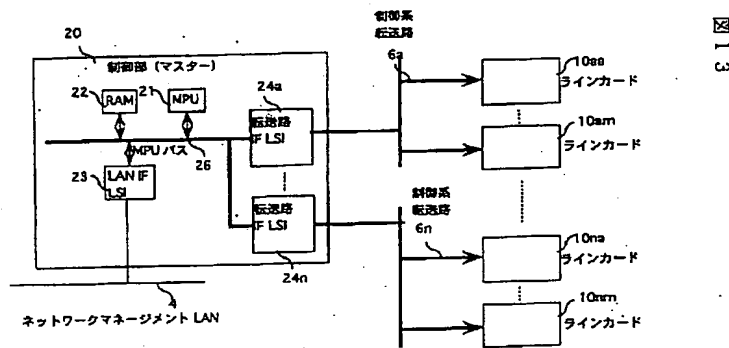 図13
20
制御部 (マスター)
22
RAM
21
MPU
MPU バス
26
23
LAN IF
LSI
24a
転送路
IF LSI
転送路
IF LSI
24n
4
ネットワークマネージメント LAN
制御系
転送路
6a
10aa
ラインカード
10am
ラインカード
制御系
転送路
6n
10na
ラインカード
10nm
ラインカード